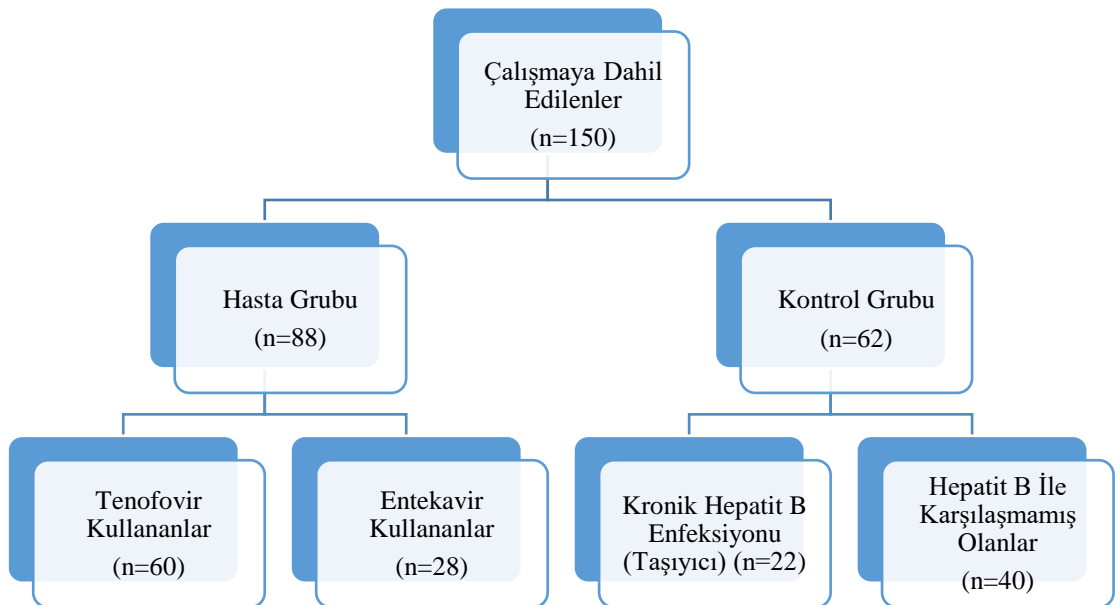 Çalışmaya Dahil
Edilenler
(n=150)
Hasta Grubu
(n=88)
Kontrol Grubu
(n=62)
Tenofovir
Kullananlar
(n=60)
Entekavir
Kullananlar
(n=28)
Kronik Hepatit B
Enfeksiyonu
(Taşıyıcı) (n=22)
Hepatit B İle
Karşılaşmamış
Olanlar
(n=40)